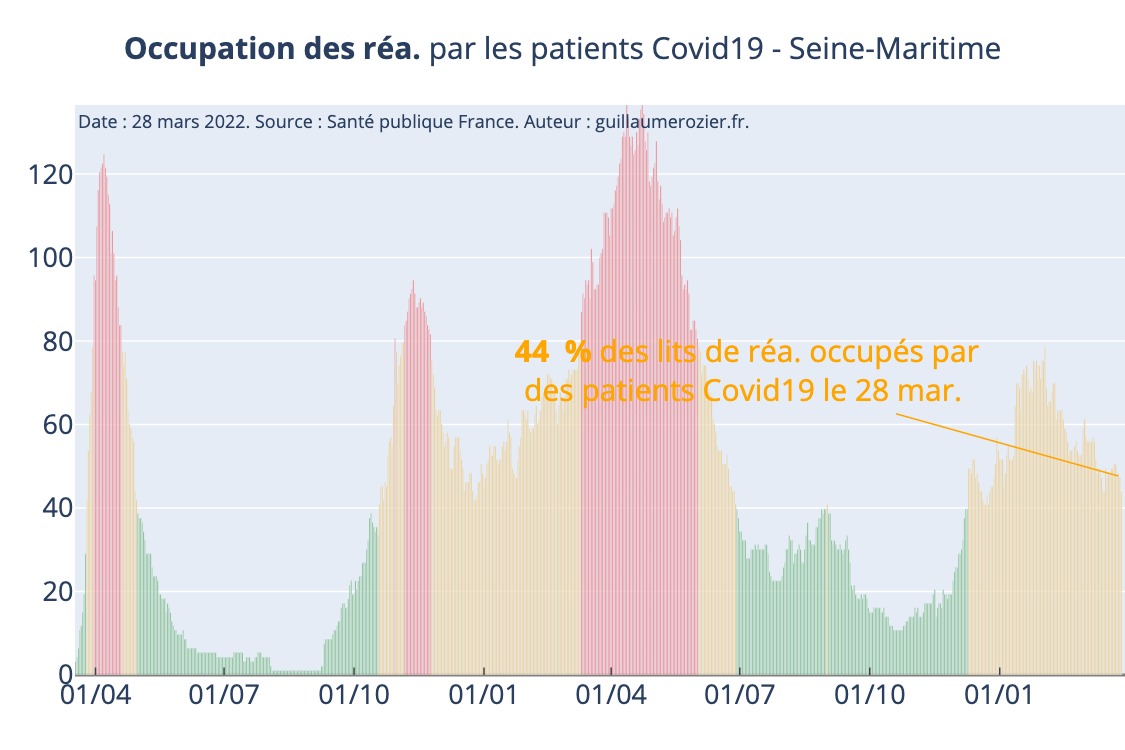 Occupation des réa. par les patients Covid19 - Seine-Maritime
Date : 28 mars 2022. Source : Santé publique France. Auteur : guillaumerozier.fr.
120
100
80
60
40
20
0
44 % des lits de réa. occupés par
des patients Covid19 le 28 mar.
01/04 01/07 01/10 01/01 01/04 01/07 01/10 01/01